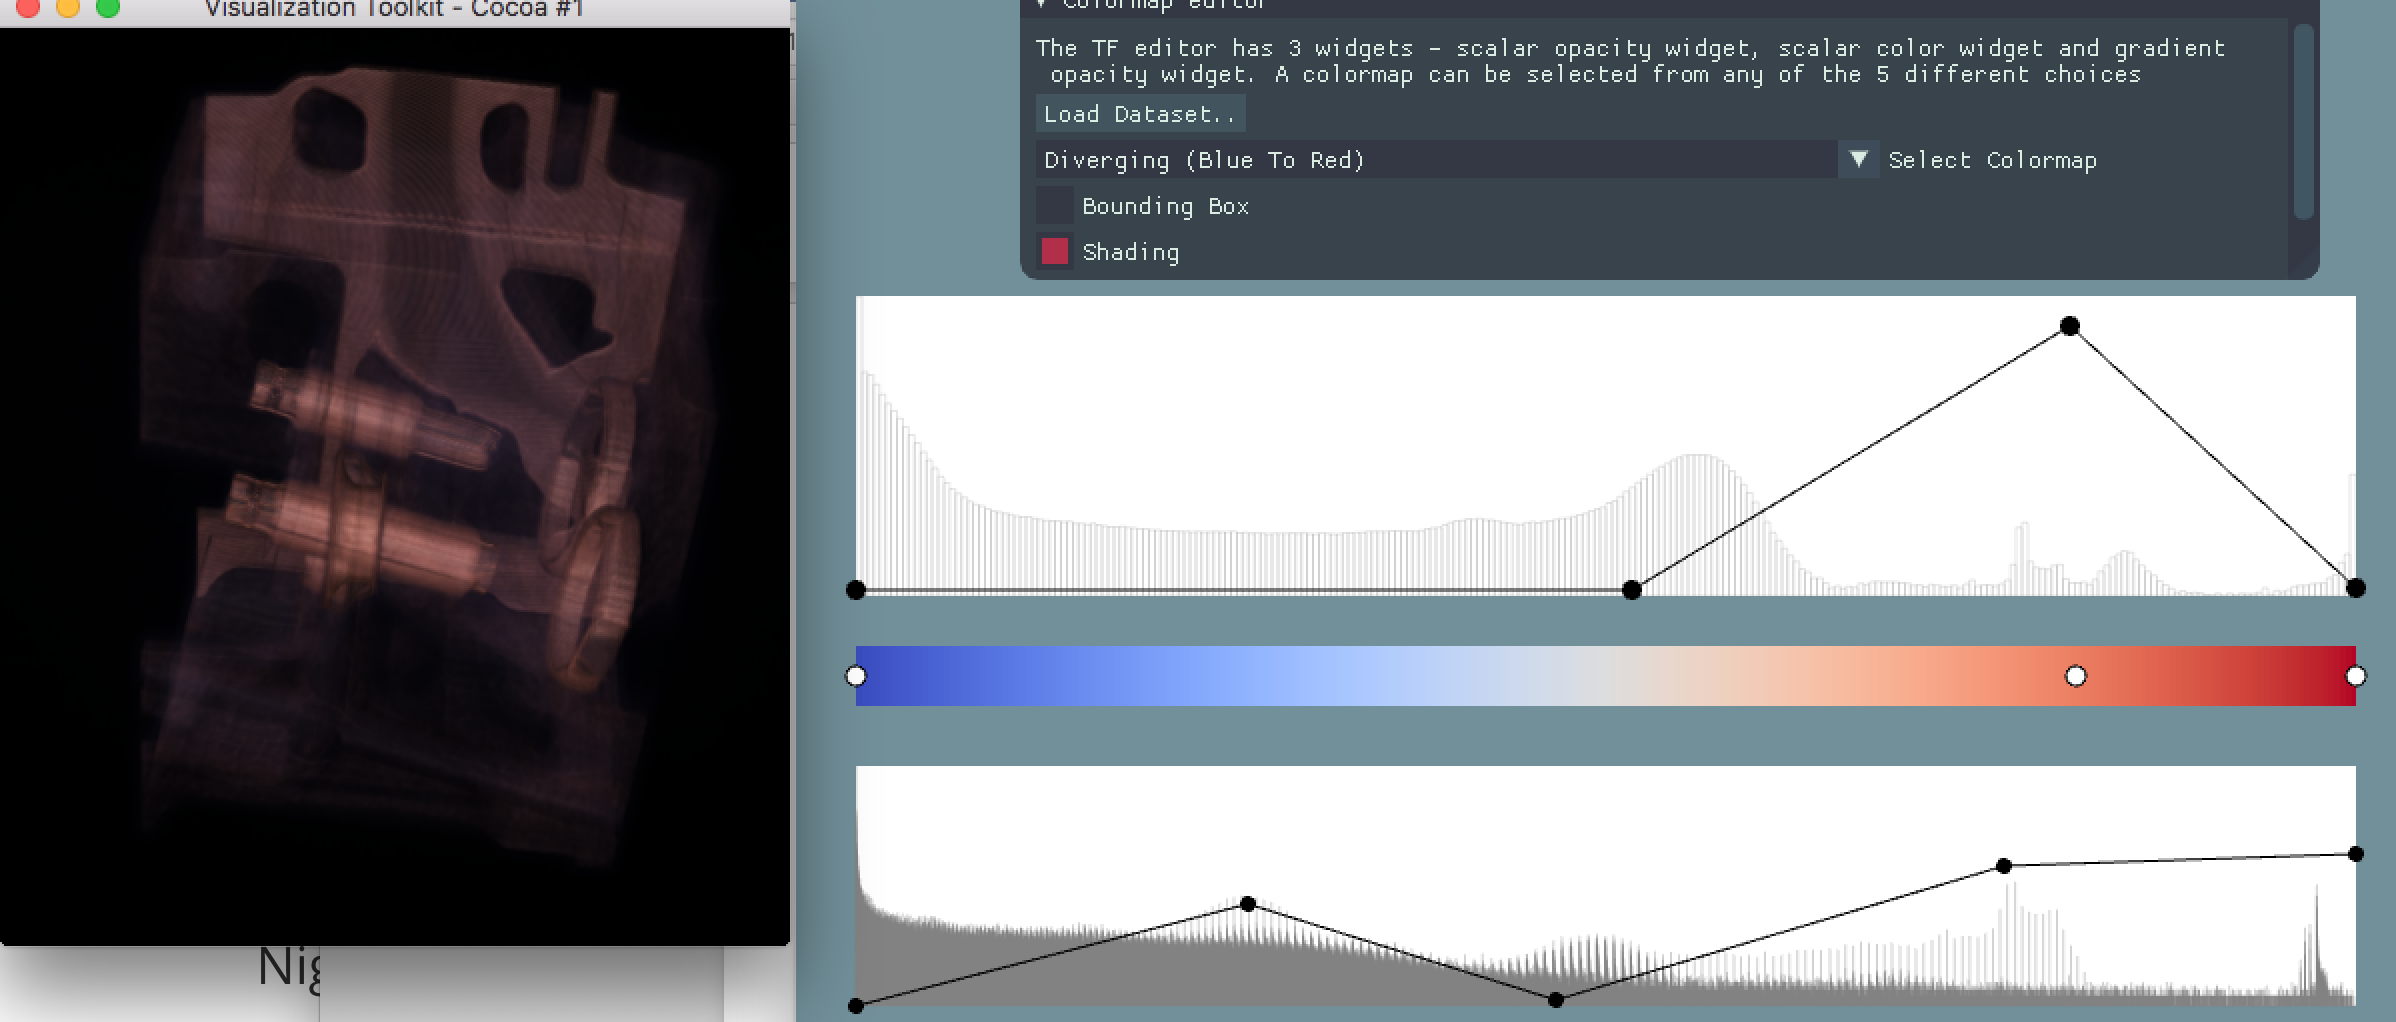 Visualization Toolkit - Cocoa #1
Colormap editor
The TF editor has 3 widgets - scalar opacity widget, scalar color widget and gradient
opacity widget. A colormap can be selected from any of the 5 different choices
Load Dataset..
Diverging (Blue To Red)
Select Colormap
Bounding Box
Shading
Nig